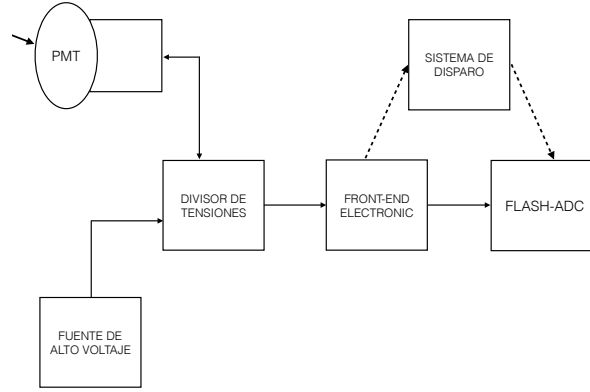 PMT
SISTEMA DE
DISPARO
DIVISOR DE
TENSIONES
FRONT-END
ELECTRONIC
FLASH-ADC
FUENTE DE
ALTO VOLTAJE